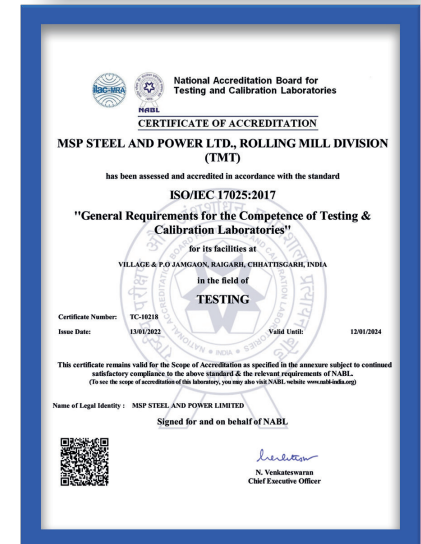 ilac-MRA
NABL
National Accreditation Board for
Testing and Calibration Laboratories
CERTIFICATE OF ACCREDITATION
MSP STEEL AND POWER LTD., ROLLING MILL DIVISION
(TMT)
has been assessed and accredited in accordance with the standard
ISO/IEC 17025:2017
"General Requirements for the Competence of Testing &
Calibration Laboratories"
for its facilities at
VILLAGE & P.O JAMGAON, RAIGARH, CHHATTISGARH, INDIA
in the field of
TESTING
Certificate Number: TC-10218
Issue Date: 13/01/2022 Valid Until: 12/01/2024
This certificate remains valid for the Scope of Accreditation as specified in the annexure subject to continued
satisfactory compliance to the above standard & the relevant requirements of NABL.
(To see the scope of accreditation of this laboratory, you may also visit NABL website www.nabl-india.org)
Name of Legal Identity : MSP STEEL AND POWER LIMITED
Signed for and on behalf of NABL
N. Venkateswaran
Chief Executive Officer